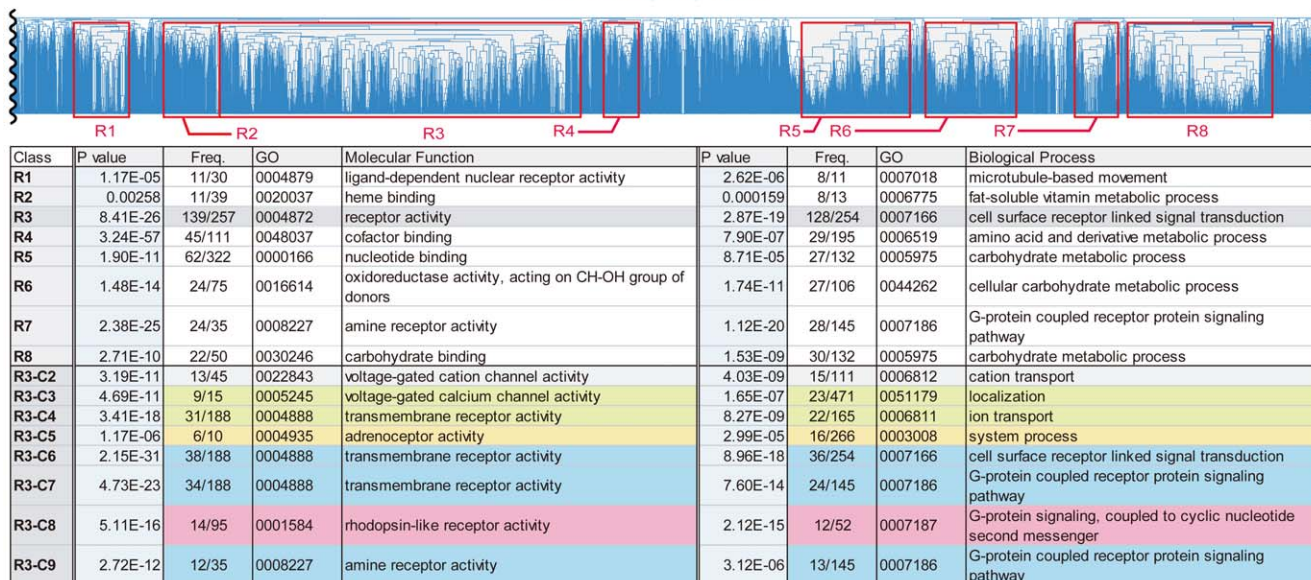 R1 R2 R3 R4 R5 R6 R7 R8
Class P value Freq. GO Molecular Function P value Freq. GO Biological Process
R1 1.17E-05 11/30 0004879 ligand-dependent nuclear receptor activity 2.62E-06 8/11 0007018 microtubule-based movement
R2 0.00258 11/39 0020037 heme binding 0.000159 8/13 0006775 fat-soluble vitamin metabolic process
R3 8.41E-26 139/257 0004872 receptor activity 2.87E-19 128/254 0007166 cell surface receptor linked signal transduction
R4 3.24E-57 45/111 0048037 cofactor binding 7.90E-07 29/195 0006519 amino acid and derivative metabolic process
R5 1.90E-11 62/322 0000166 nucleotide binding 8.71E-05 27/132 0005975 carbohydrate metabolic process
R6 1.48E-14 24/75 0016614 oxidoreductase activity, acting on CH-OH group of
donors 1.74E-11 27/106 0044262 cellular carbohydrate metabolic process
R7 2.38E-25 24/35 0008227 amine receptor activity 1.12E-20 28/145 0007186 G-protein coupled receptor protein signaling
pathway
R8 2.71E-10 22/50 0030246 carbohydrate binding 1.53E-09 30/132 0005975 carbohydrate metabolic process
R3-C2 3.19E-11 13/45 0022843 voltage-gated cation channel activity 4.03E-09 15/111 0006812 cation transport
R3-C3 4.69E-11 9/15 0005245 voltage-gated calcium channel activity 1.65E-07 23/471 0051179 localization
R3-C4 3.41E-18 31/188 0004888 transmembrane receptor activity 8.27E-09 22/165 0006811 ion transport
R3-C5 1.17E-06 6/10 0004935 adrenoceptor activity 2.99E-05 16/266 0003008 system process
R3-C6 2.15E-31 38/188 0004888 transmembrane receptor activity 8.96E-18 36/254 0007166 cell surface receptor linked signal transduction
R3-C7 4.73E-23 34/188 0004888 transmembrane receptor activity 7.60E-14 24/145 0007186 G-protein coupled receptor protein signaling
pathway
R3-C8 5.11E-16 14/95 0001584 rhodopsin-like receptor activity 2.12E-15 12/52 0007187 G-protein signaling, coupled to cyclic nucleotide
second messenger
R3-C9 2.72E-12 12/35 0008227 amine receptor activity 3.12E-06 13/145 0007186 G-protein coupled receptor protein signaling
pathway